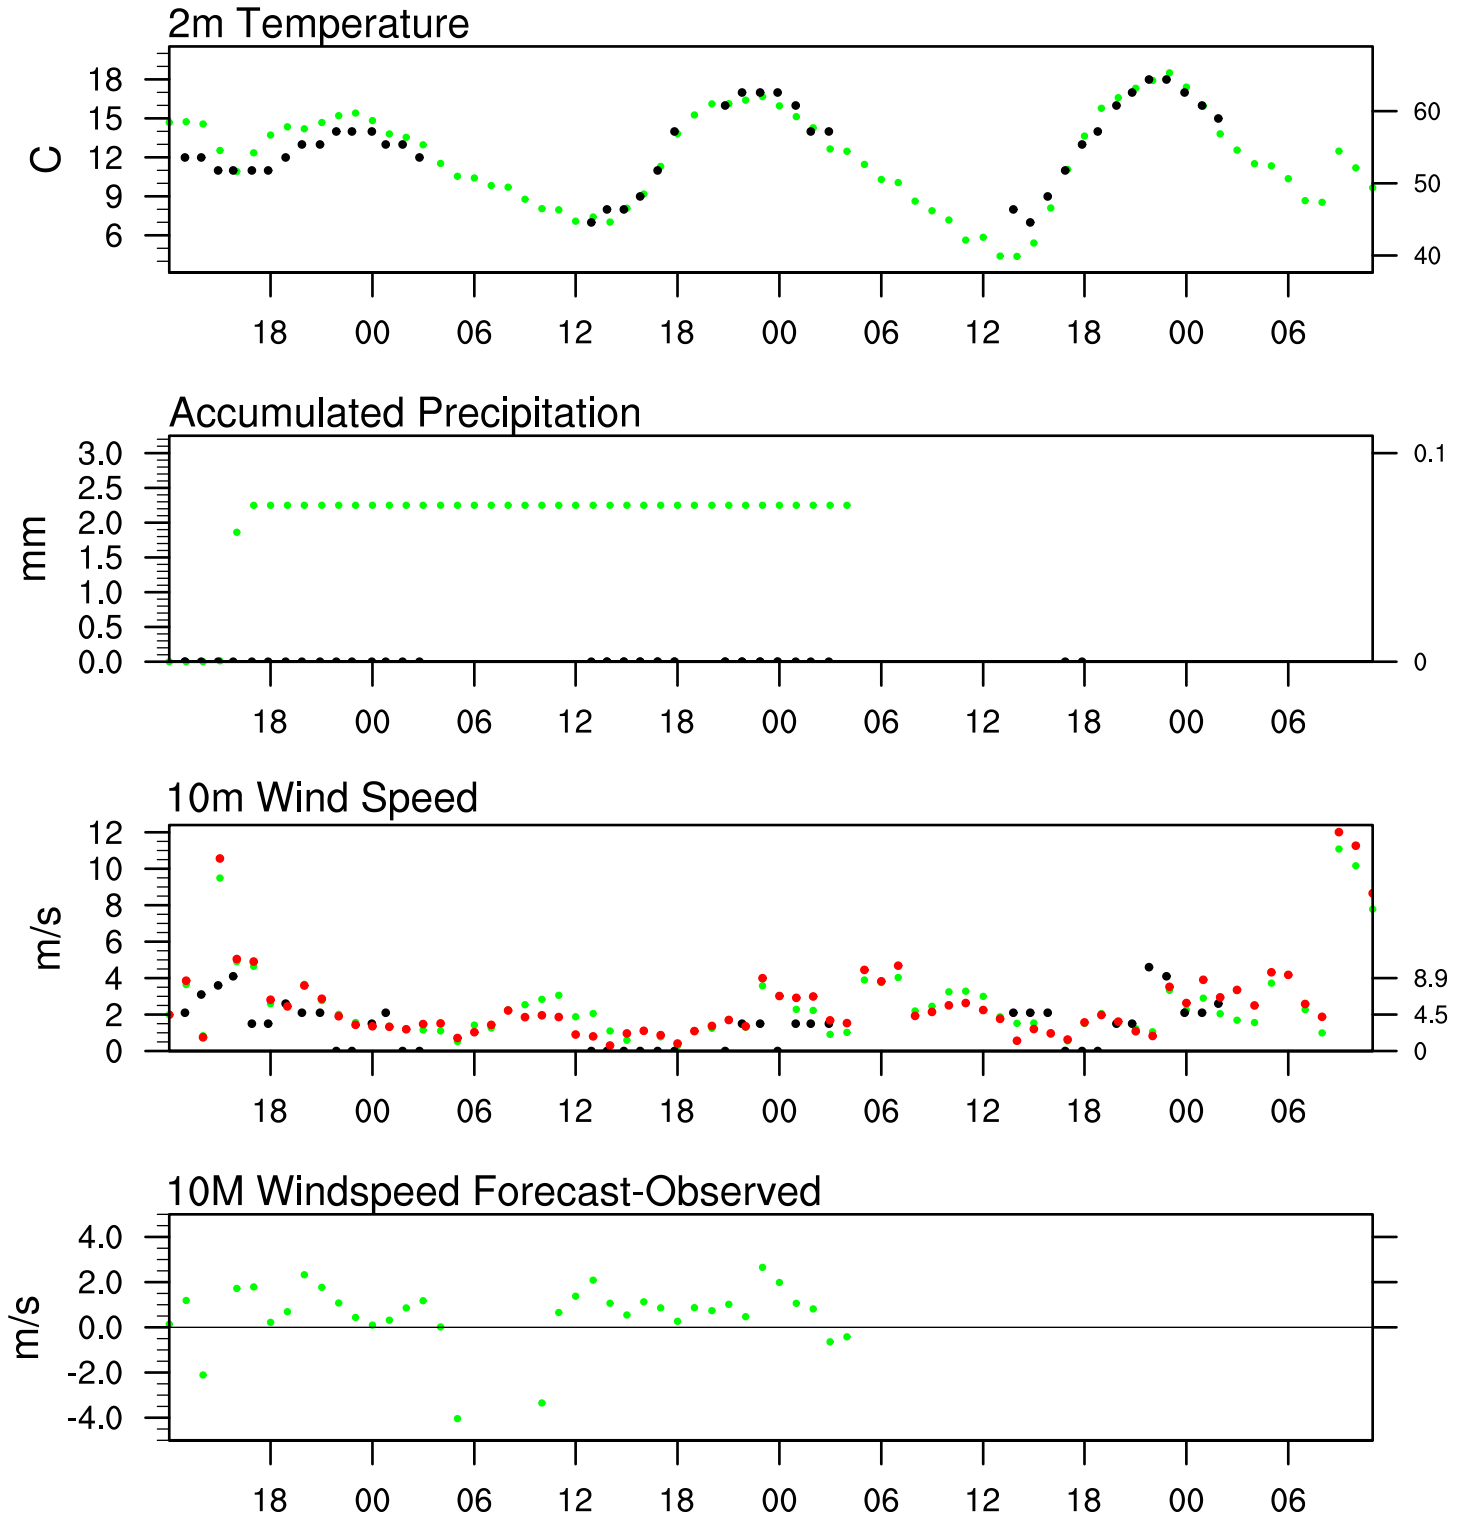 2m Temperature
18
15
12
9
6
C
60
50
40
18 00 06 12 18 00 06 12 18 00 06
Accumulated Precipitation
3.0
2.5
2.0
1.5
1.0
0.5
0.0
mm
0.1
0
18 00 06 12 18 00 06 12 18 00 06
10m Wind Speed
12
10
8
6
4
2
0
m/s
8.9
4.5
0
18 00 06 12 18 00 06 12 18 00 06
10M Windspeed Forecast-Observed
4.0
2.0
0.0
-2.0
-4.0
m/s
18 00 06 12 18 00 06 12 18 00 06